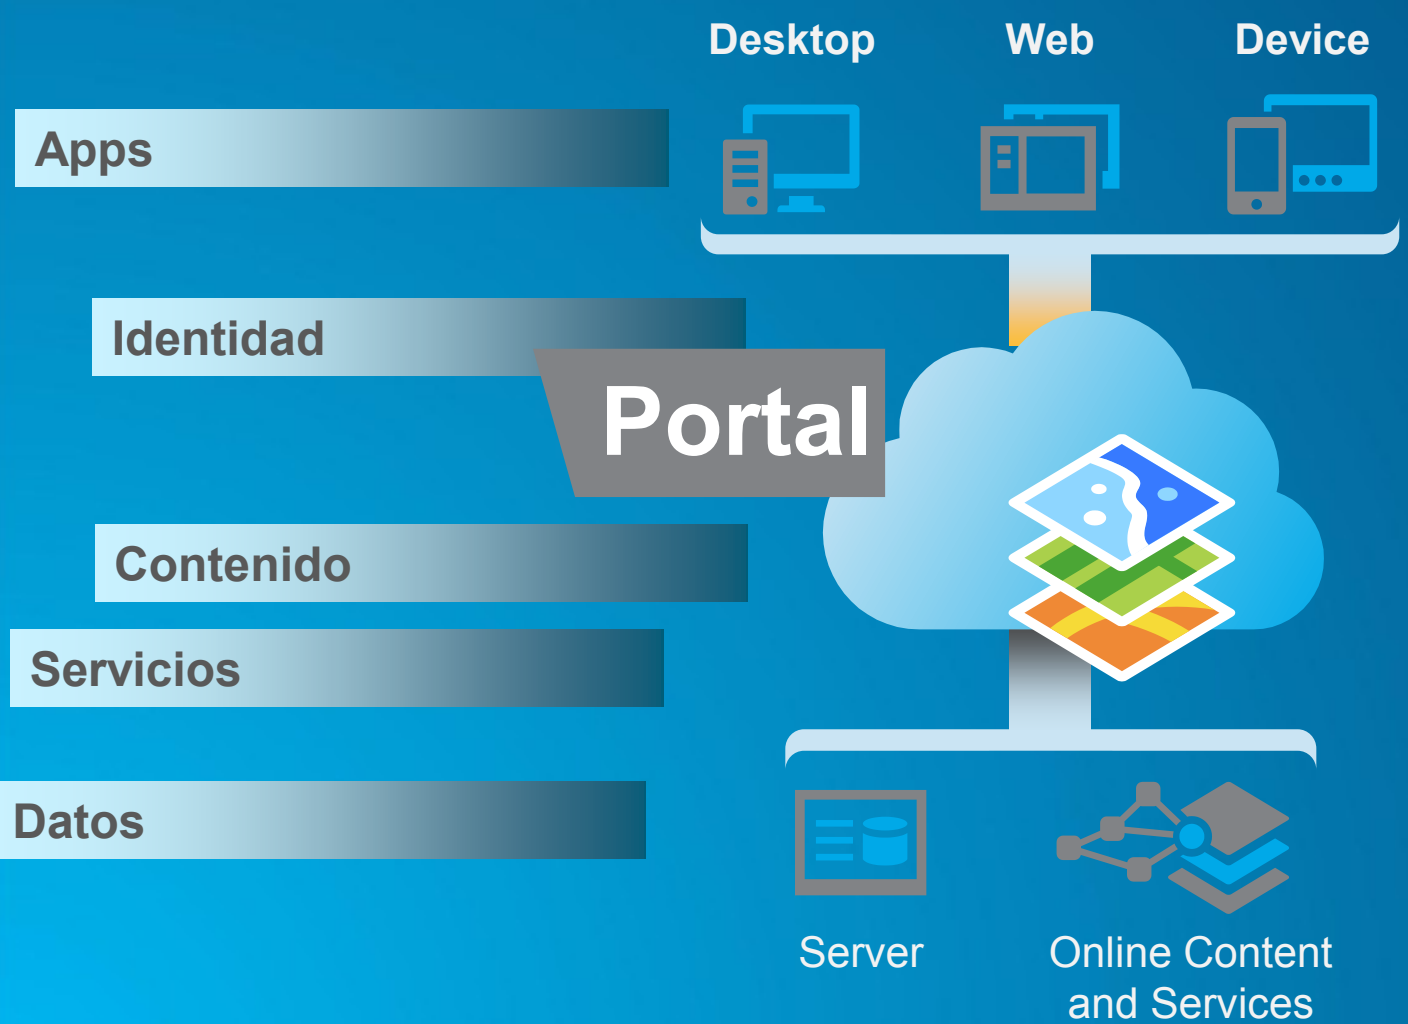 Desktop
Web
Device
Apps
Identidad
Portal
Contenido
Servicios
Datos
Server
Online Content
and Services